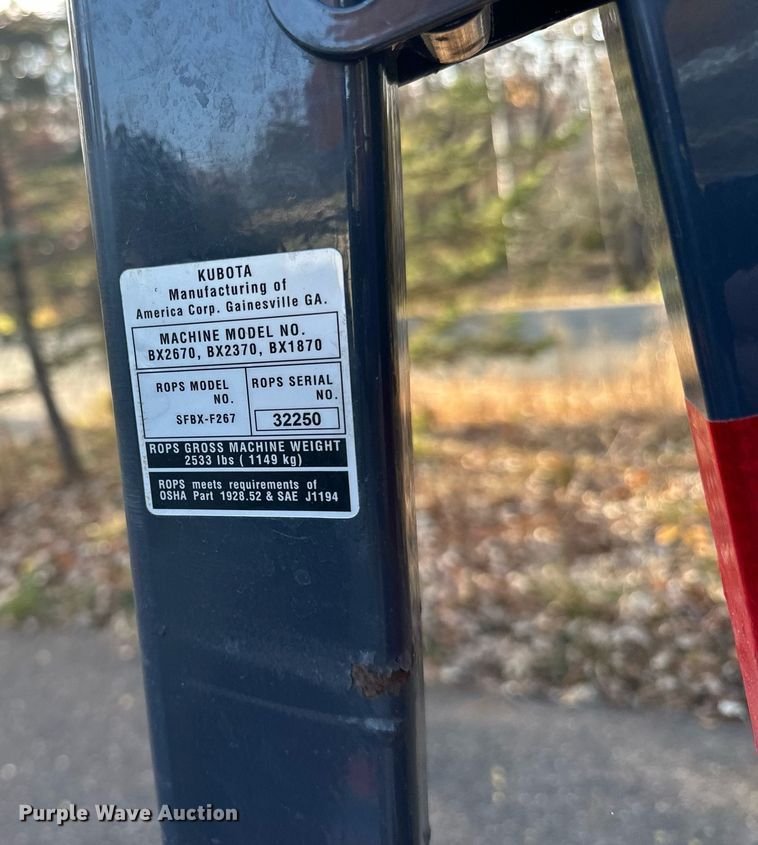 KUBOTA
Manufacturing of
America Corp. Gainesville GA.
MACHINE MODEL NO.
BX2670, BX2370, BX1870
ROPS MODEL
NO.
SFBX-F267
ROPS SERIAL
NO.
32250
ROPS GROSS MACHINE WEIGHT
2533 lbs ( 1149 kg)
ROPS meets requirements of
OSHA Part 1928.52 & SAE J1194
Purple Wave Auction